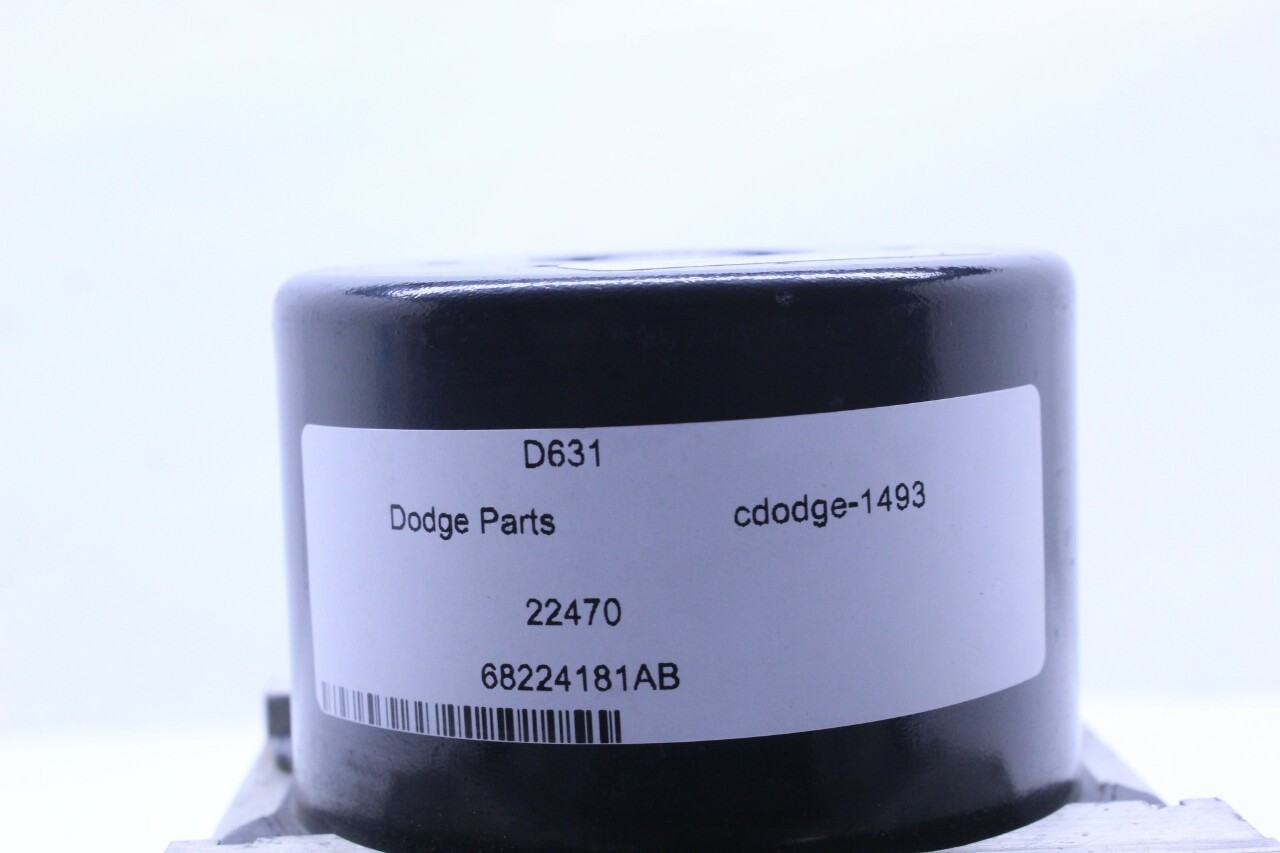 D631
Dodge Parts cdodge-1493
22470
68224181AB